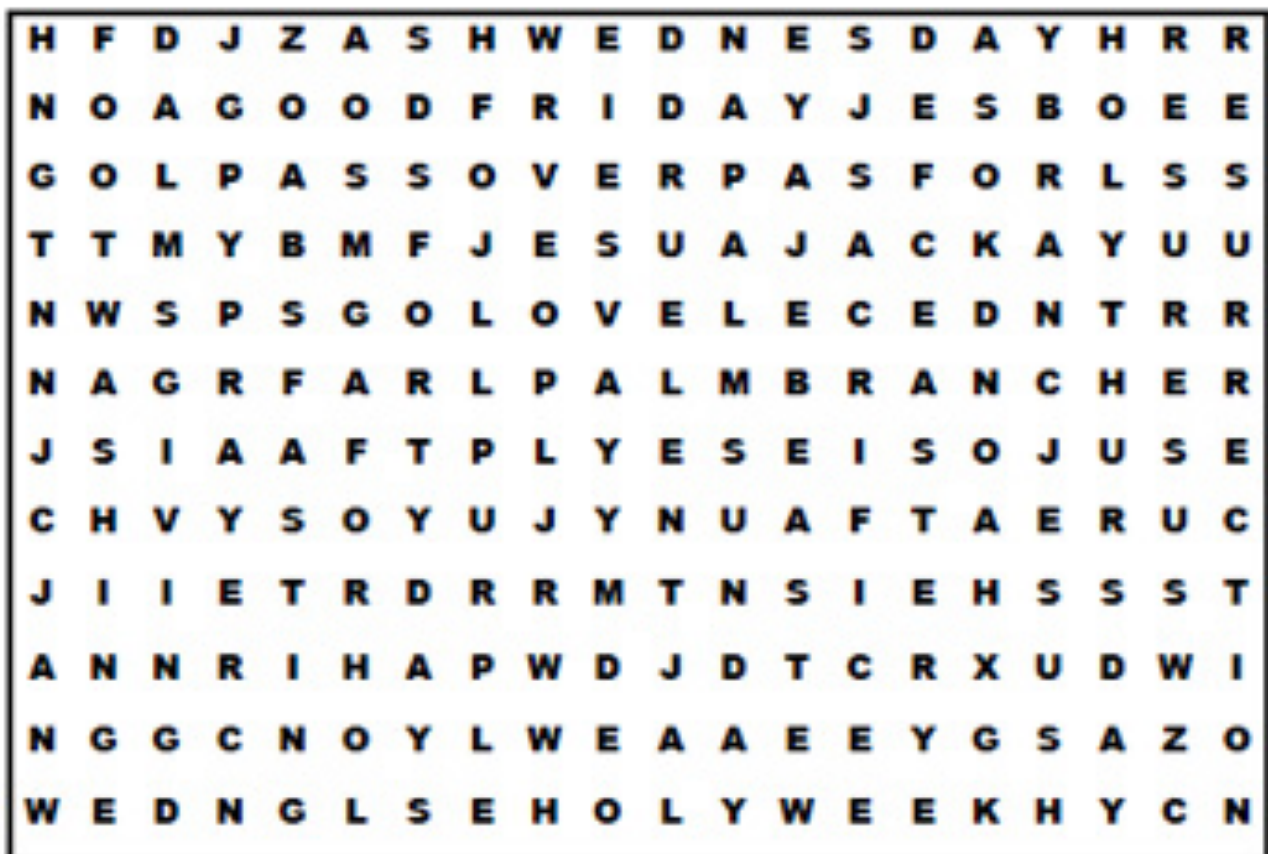 H F D J Z A S H W E D N E S D A Y H R R
N O A G O O D F R I D A Y J E S B O E E
G O L P A S S O V E R P A S F O R L S S
T T M Y B M F J E S U A J A C K A Y U U
N W S P S G O L O V E L E C E D N T R R
N A G R F A R L P A L M B R A N C H E R
J S I A A F T P L Y E S E I S O J U S E
C H V Y S O Y U J Y N U A F T A E R U C
J I I E T R D R R M T N S I E H S S S T
A N N R I H A P W D J D T C R X U D W I
N G G C N O Y L W E A A E E Y G S A Z O
W E D N G L S E H O L Y W E E K H Y C N